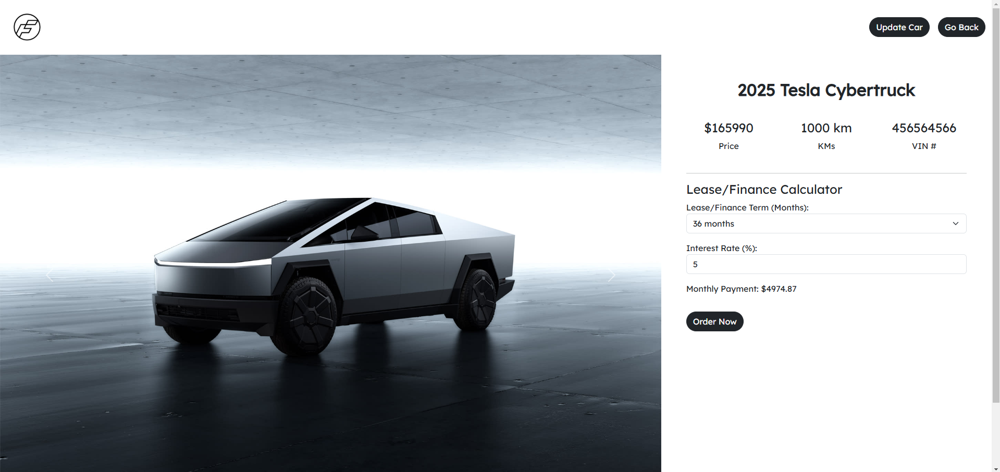 Update Car
Go Back
2025 Tesla Cybertruck
$165990
1000 km
456564566
Price
KMs
VIN #
Lease/Finance Calculator
Lease/Finance Term (Months):
36 months
Interest Rate (%):
5
Monthly Payment: $4974.87
Order Now